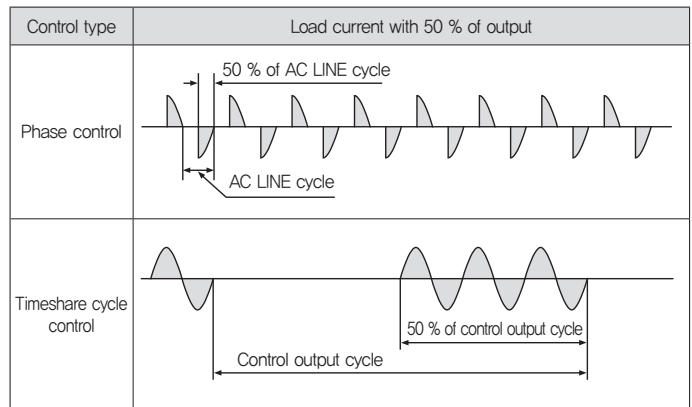 Control type
Load current with 50 % of output
Phase control
50 % of AC LINE cycle
AC LINE cycle
Timeshare cycle
control
50 % of control output cycle
Control output cycle